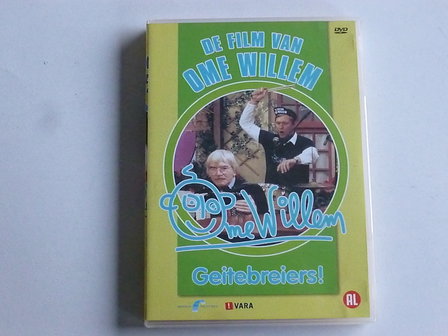 DVD
DE FILM VAN
OME WILLEM
Ome Willem
Geitebreiers!
VARA
AL